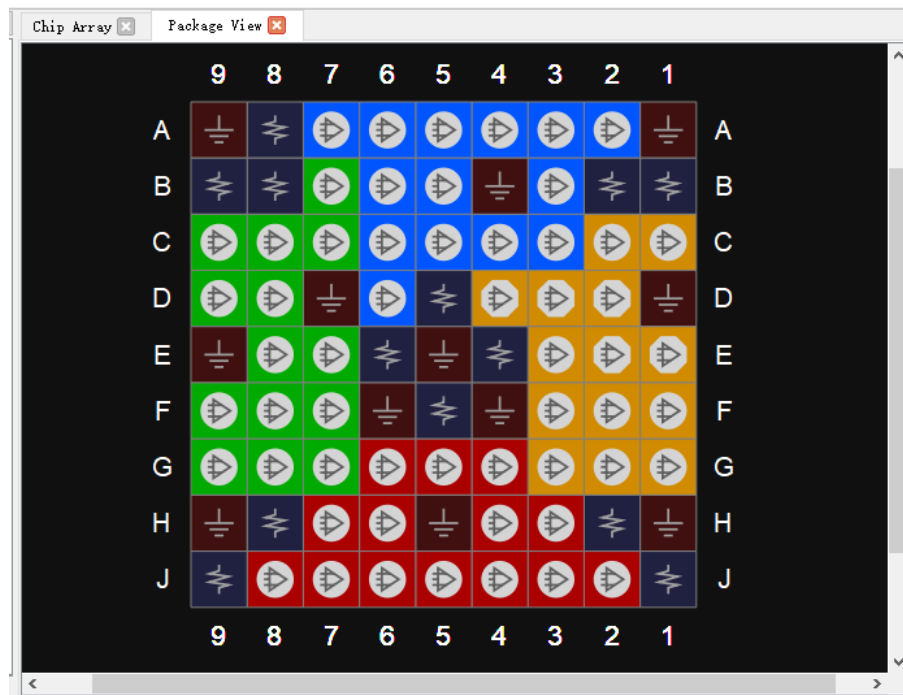 Chip Array Package View
9 8 7 6 5 4 3 2 1
A A
B B
C C
D D
E E
F F
G G
H H
J J
9 8 7 6 5 4 3 2 1